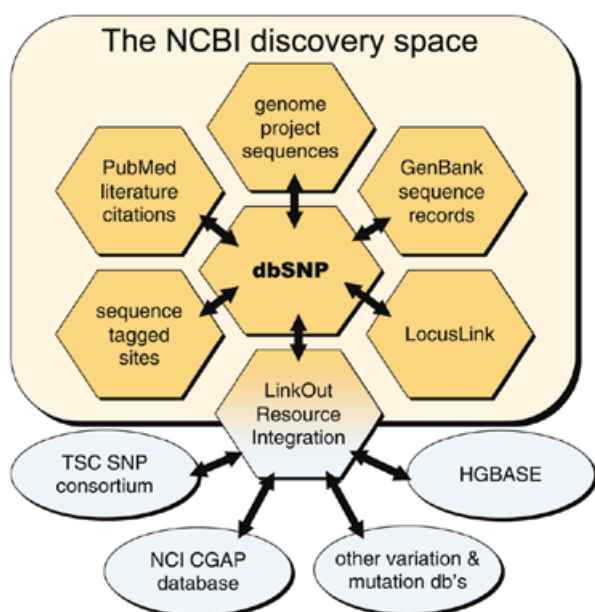 The NCBI discovery space
genome
project
sequences
PubMed
literature
citations
GenBank
sequence
records
dbSNP
sequence
tagged
sites
LocusLink
LinkOut
Resource
Integration
TSC SNP
consortium
HGBASE
NCI CGAP
database
other variation &
mutation db's